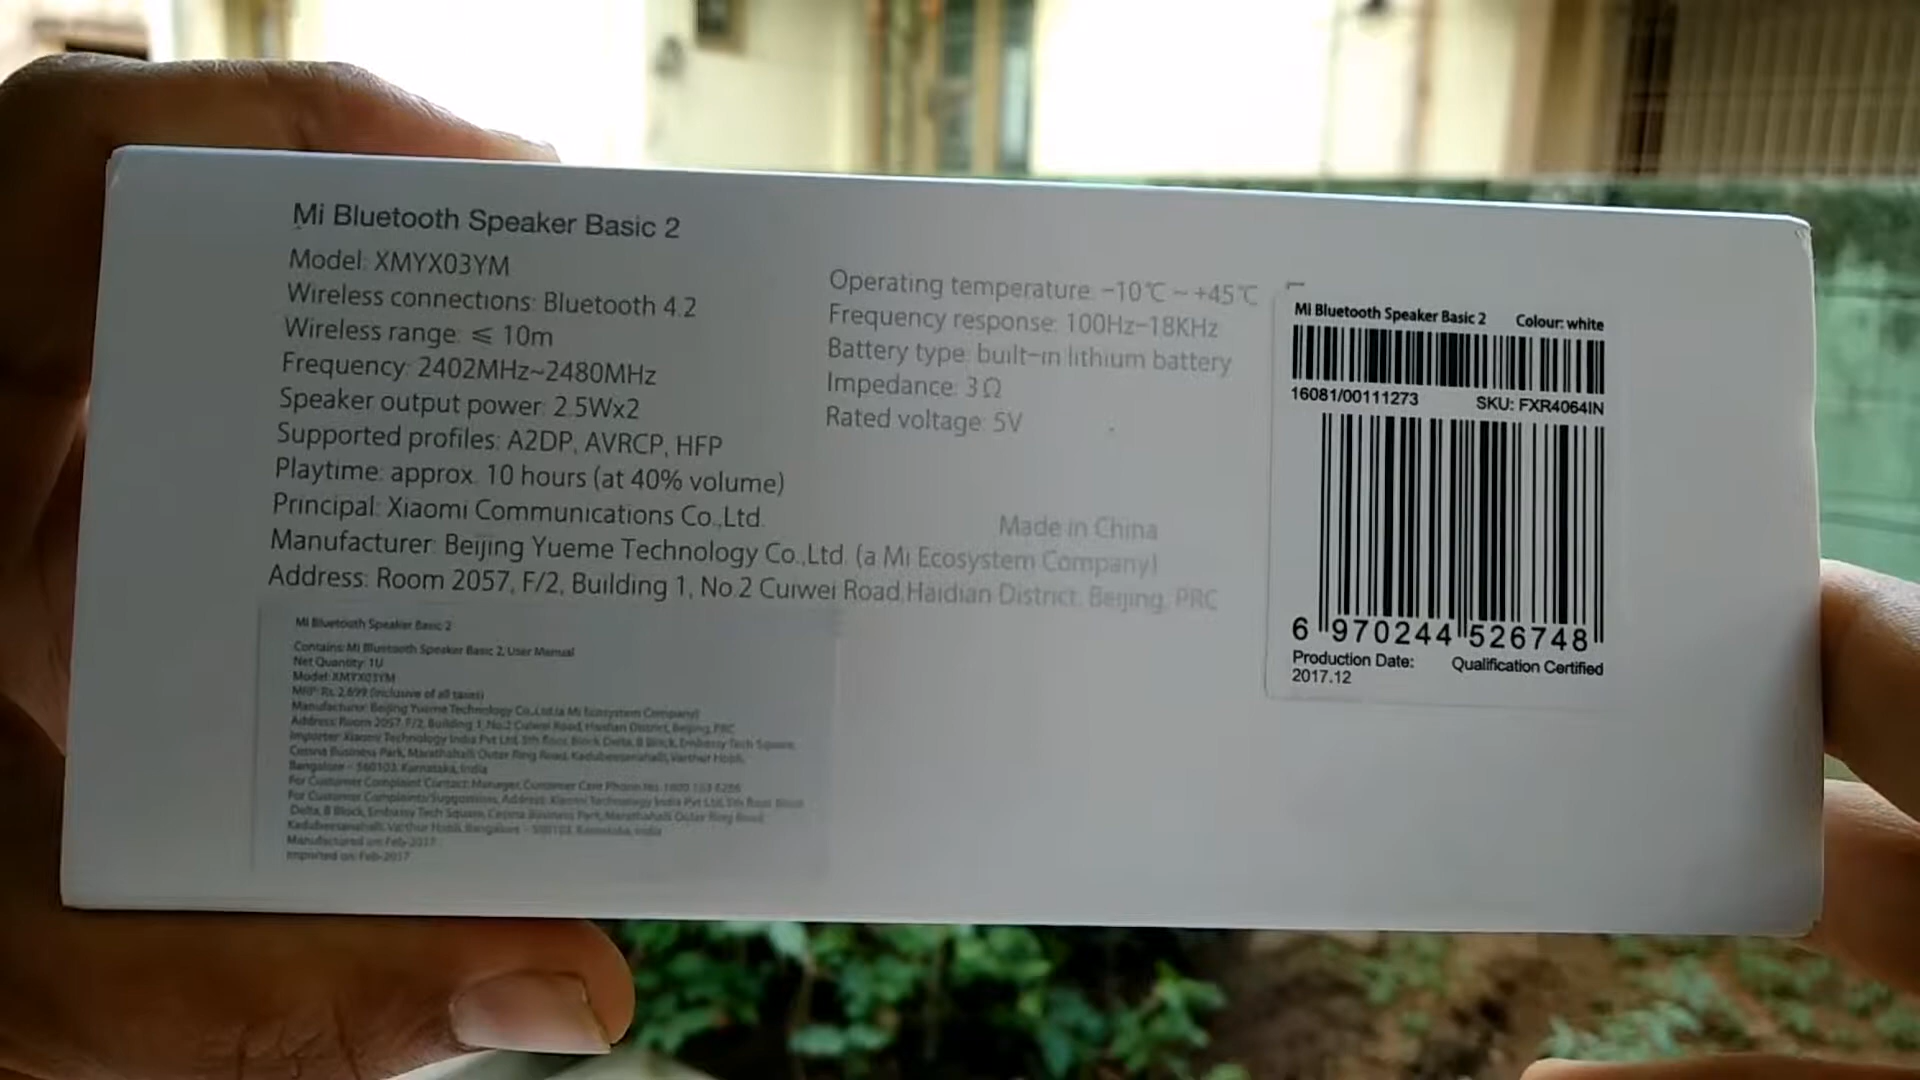 Mi Bluetooth Speaker Basic 2
Model: XMYX03YM
Wireless connections: Bluetooth 4.2
Wireless range: ⩽ 10m
Frequency: 2402MHz~2480MHz
Speaker output power: 2.5Wx2
Supported profiles: A2DP, AVRCP, HFP
Playtime: approx. 10 hours (at 40% volume)
Principal: Xiaomi Communications Co.,Ltd.
Manufacturer: Beijing Yueme Technology Co.,Ltd. (a Mi Ecosystem Company)
Address: Room 2057, F/2, Building 1, No.2 Cuiwei Road,Haidian District, Beijing, PRC
Operating temperature: -10℃ ~ +45℃
Frequency response: 100Hz-18KHz
Battery type: built-in lithium battery
Impedance: 3Ω
Rated voltage: 5V
Made in China
Mi Bluetooth Speaker Basic 2 Colour: white
16081/00111273 SKU: FXR4064IN
6 970244 526748
Production Date: Qualification Certified
2017.12
Mi Bluetooth Speaker Basic 2
Contains: Mi Bluetooth Speaker Basic 2, User Manual
Net Quantity: 1U
Model: XMYX03YM
MRP: Rs. 2,699 (inclusive of all taxes)
Manufacturer: Beijing Yueme Technology Co.,Ltd.(a Mi Ecosystem Company)
Address: Room 2057, F/2, Building 1, No.2 Cuiwei Road, Haidian District, Beijing, PRC
Importer: Xiaomi Technology India Pvt Ltd, Floor, Block Delta, B Block, Embassy Tech Square,
Cessna Business Park, Marathahalli Outer Ring Road, Kadubeesanahalli, Varthur Hobli,
Bangalore - 560103, Karnataka, India
For Customer Complaint Contact: Manager, Customer Care Phone No. 1800 103 6286
For Customer Complaints/Suggestions, Address: Xiaomi Technology India Pvt Ltd, Floor, Block
Delta, B Block, Embassy Tech Square, Cessna Business Park, Marathahalli Outer Ring Road,
Kadubeesanahalli, Varthur Hobli, Bangalore - 560103, Karnataka, India
Manufactured on: Feb-2017
Imported on: Feb-2017